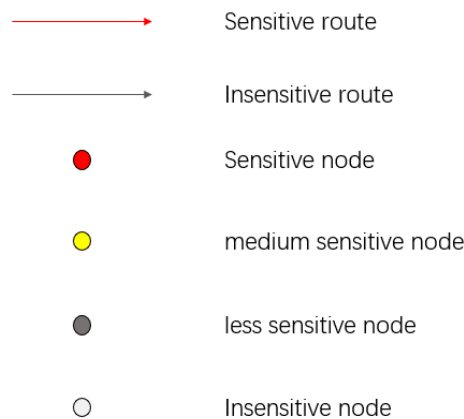 Sensitive route
Insensitive route
Sensitive node
medium sensitive node
less sensitive node
Insensitive node